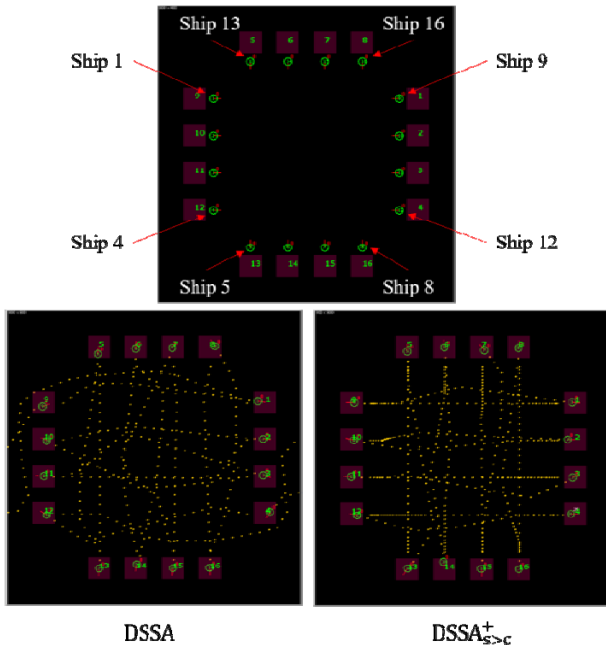 Ship 13
Ship 16
5 6 7 8
Ship 1
Ship 9
9 1
10 2
11 3
12 4
Ship 4
Ship 12
Ship 5
Ship 8
13 14 15 16
5 6 7 8
1
10 2
11 3
12 4
13 14 15 16
5 6 7 8
9 1
10 2
11 3
12 4
13 14 15 16
DSSA
DSSA⁺ₛ>c